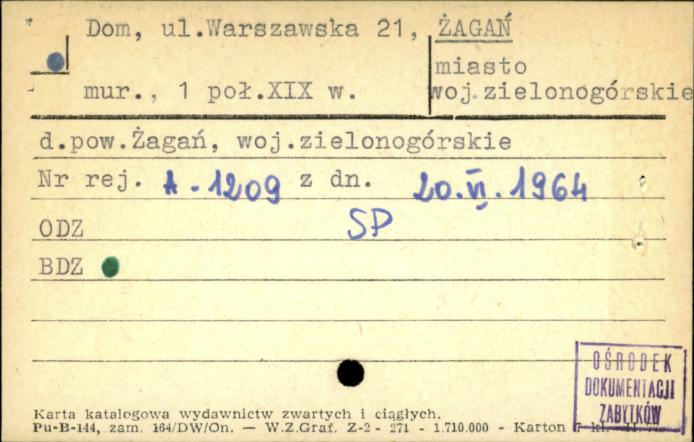 Dom, ul.Warszawska 21, ŻAGAŃ
miasto
mur., 1 poł.XIX w. woj.zielonogórskie
d.pow.Żagań, woj.zielonogórskie
Nr rej. A-1209 z dn. 20.VI.1964
ODZ SP
BDZ
OŚRODEK
DOKUMENTACJI
ZABYTKÓW
Karta katalogowa wydawnictw zwartych i ciągłych.
Pu-B-144, zam. 164/DW/On. — W.Z.Graf. Z-2 - 271 - 1.710.000 - Karton